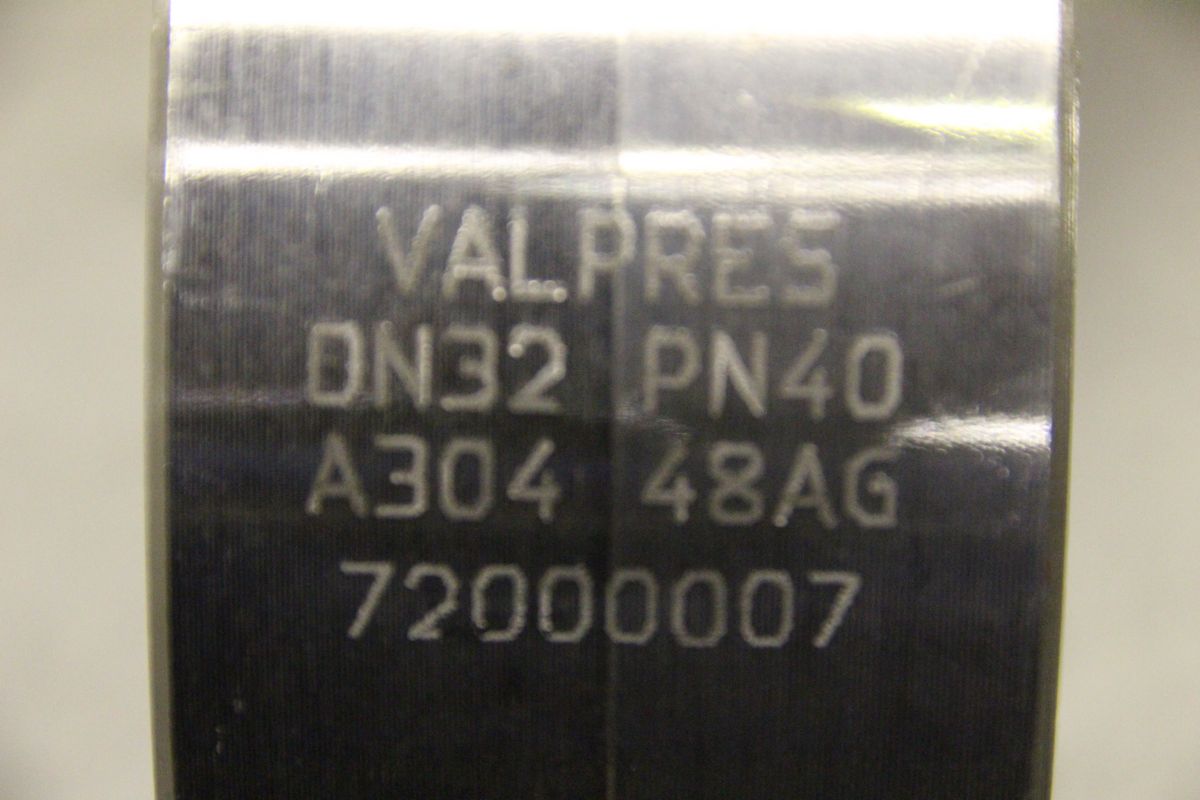 VALPRES
DN32 PN40
A304 48AG
72000007